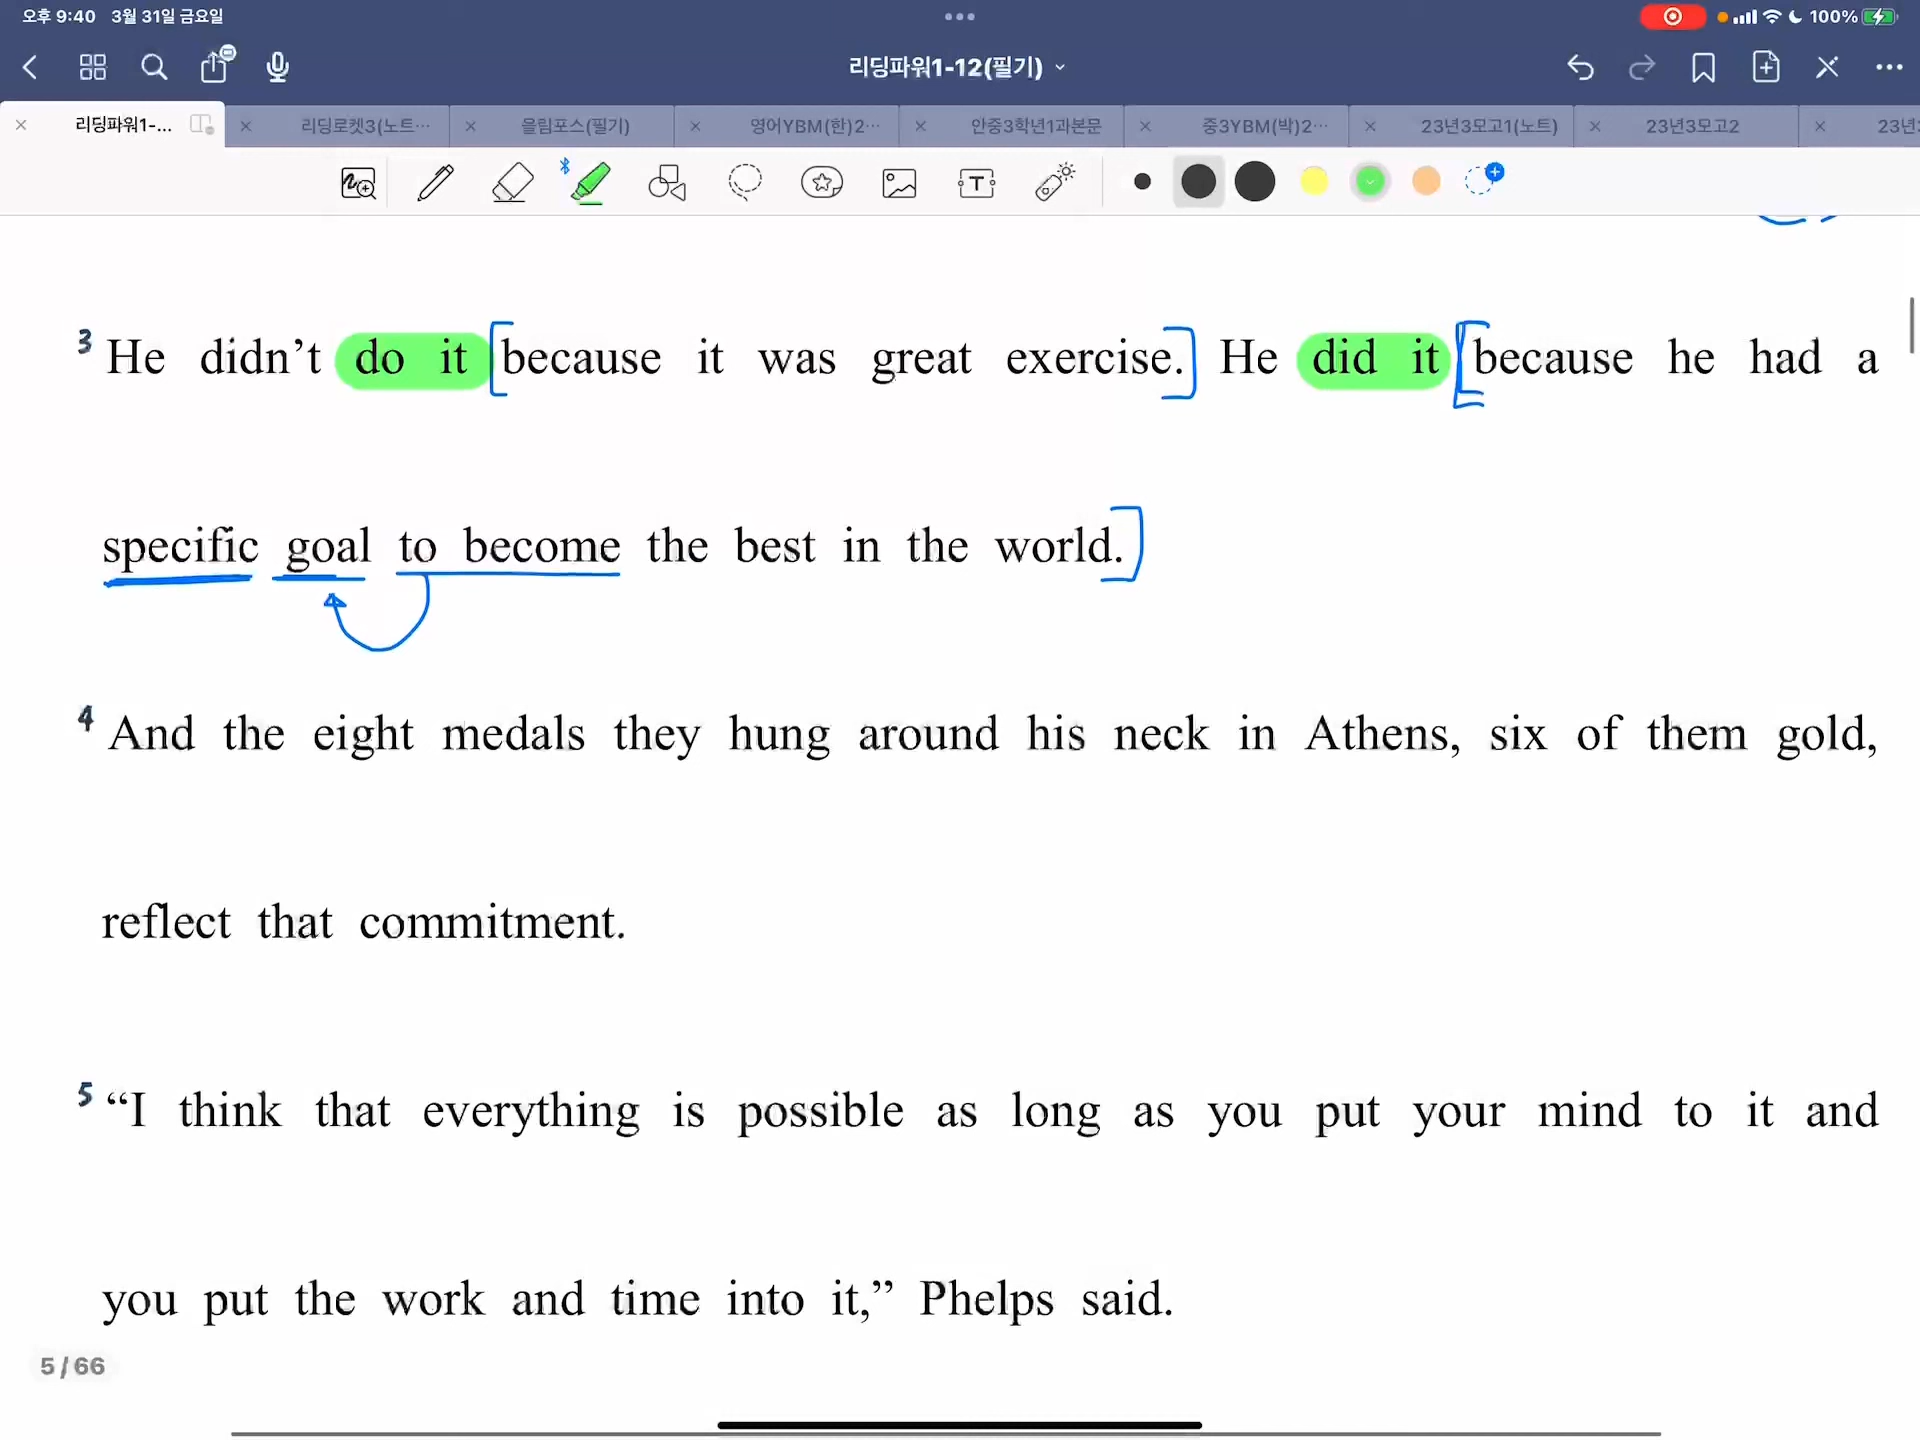 오후 9:40 3월 31일 금요일
100%
리딩파워1-12(필기)
리딩파워1-... 리딩로켓3(노트… 올림포스(필기) 영어YBM(한)2… 안중3학년1과본문 중3YBM(박)2… 23년3모고1(노트) 23년3모고2 23년
3 He didn’t do it [because it was great exercise.] He did it [because he had a
specific goal to become the best in the world.]
4 And the eight medals they hung around his neck in Athens, six of them gold,
reflect that commitment.
5 “I think that everything is possible as long as you put your mind to it and
you put the work and time into it,” Phelps said.
5 / 66